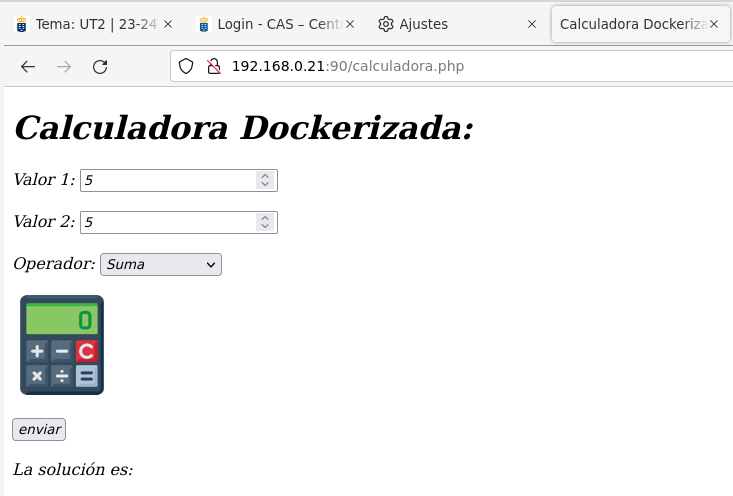 Tema: UT2 | 23-24
Login - CAS – Cent
Ajustes
Calculadora Dockeriza
192.168.0.21:90/calculadora.php
Calculadora Dockerizada:
Valor 1: 5
Valor 2: 5
Operador: Suma
0
+ − C
× ÷ =
enviar
La solución es: